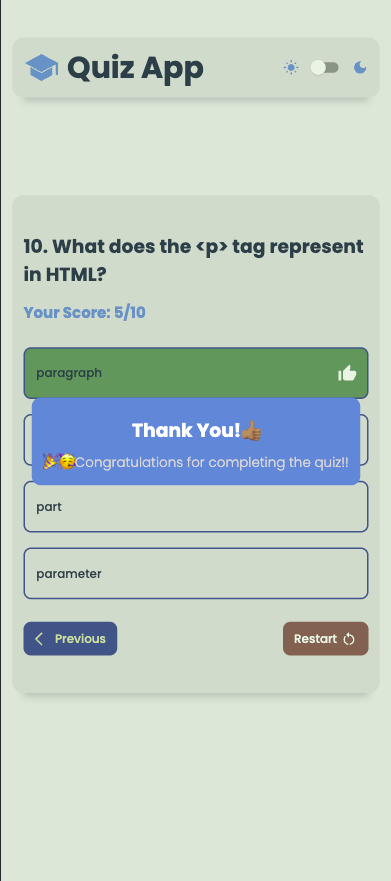 Quiz App
10. What does the <p> tag represent
in HTML?
Your Score: 5/10
paragraph
Thank You!👍🏾
🎉🥳Congratulations for completing the quiz!!
part
parameter
Previous
Restart